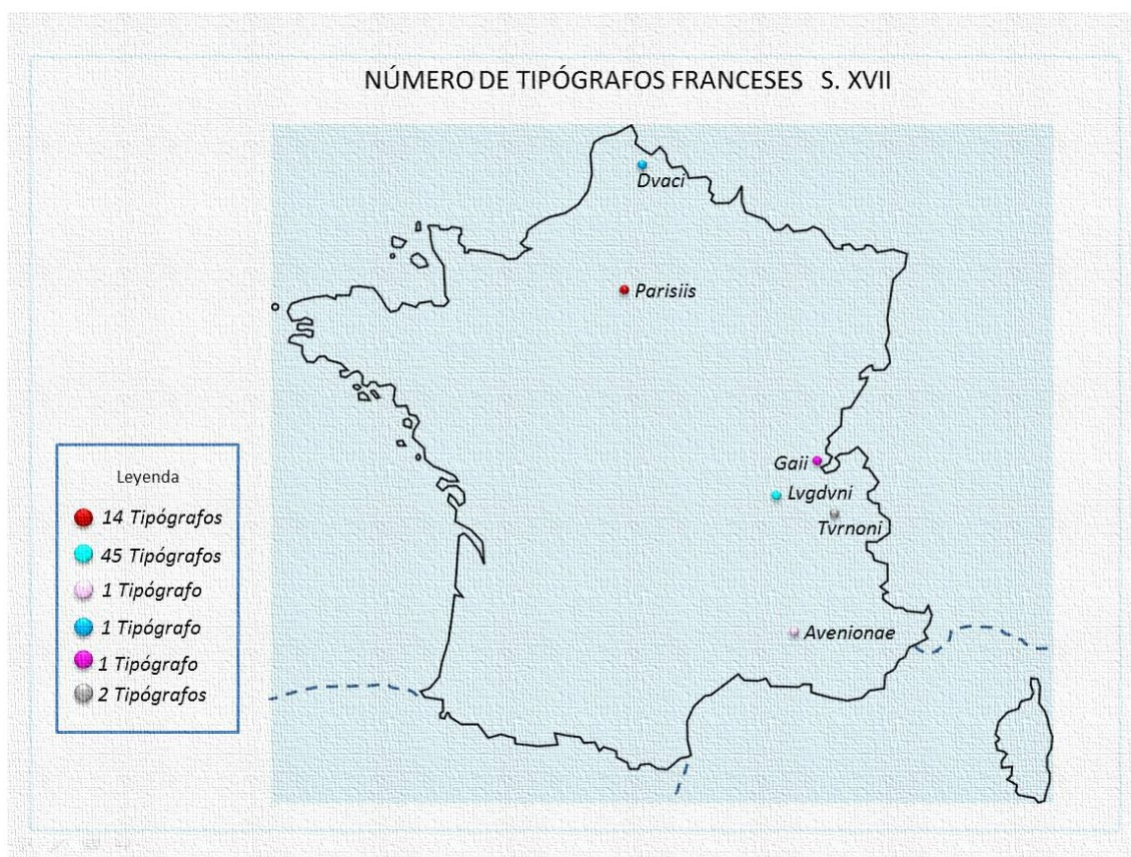 NÚMERO DE TIPÓGRAFOS FRANCESES S. XVII
Dvaci
Parisiis
Gaii
Lvgdvni
Tvrnoni
Avenionae
Leyenda
14 Tipógrafos
45 Tipógrafos
1 Tipógrafo
1 Tipógrafo
1 Tipógrafo
2 Tipógrafos